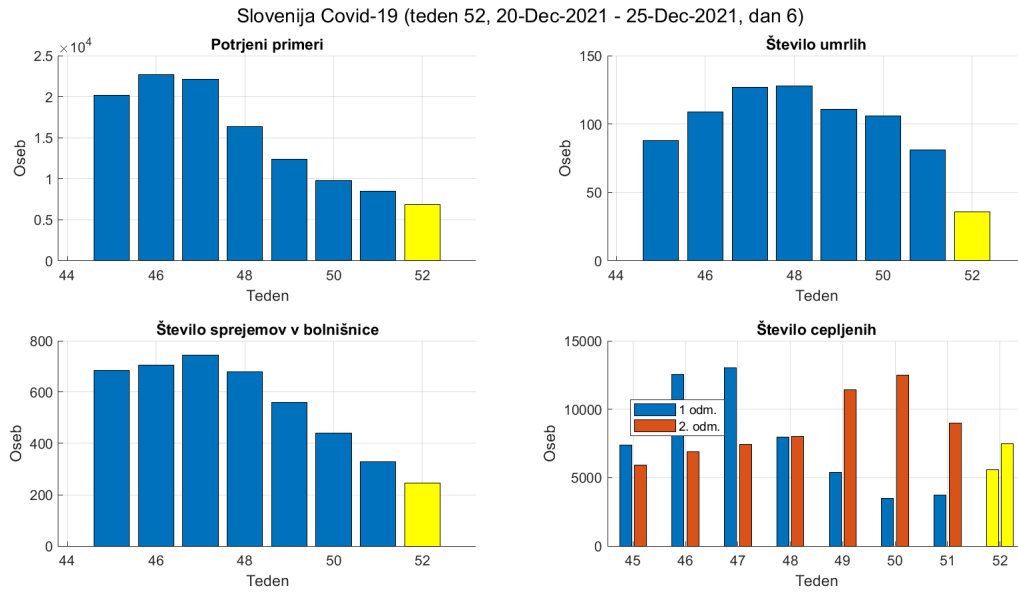 Slovenija Covid-19 (teden 52, 20-Dec-2021 - 25-Dec-2021, dan 6)
Potrjeni primeri
×10^4
2.5
2
1.5
1
0.5
0
Oseb
44 46 48 50 52
Teden
Število umrlih
150
100
50
0
Oseb
44 46 48 50 52
Teden
Število sprejemov v bolnišnice
800
600
400
200
0
Oseb
44 46 48 50 52
Teden
Število cepljenih
15000
10000
5000
0
Oseb
1 odm.
2. odm.
45 46 47 48 49 50 51 52
Teden